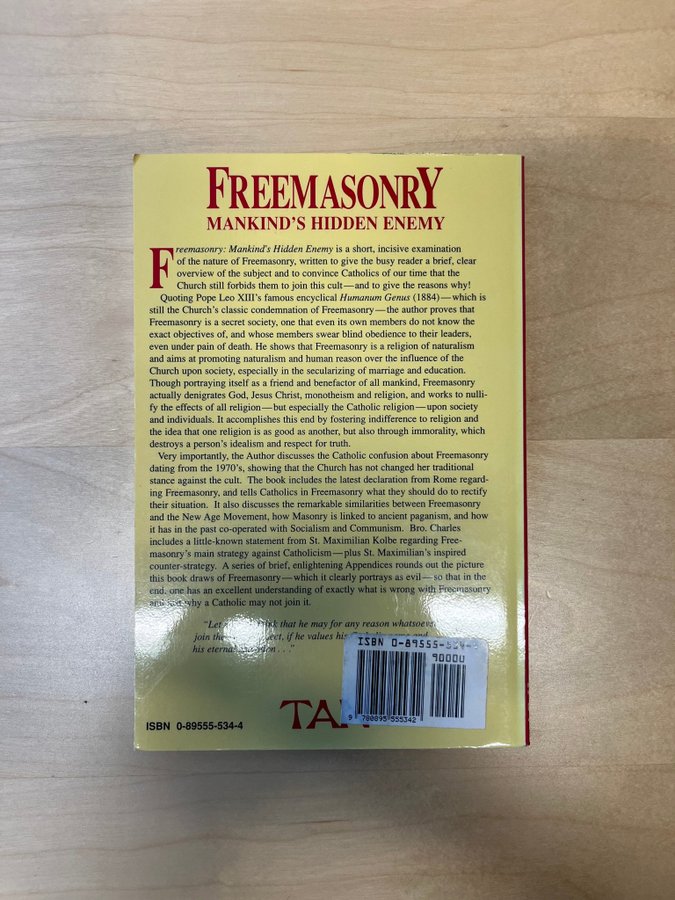 FREEMASONRY
MANKIND'S HIDDEN ENEMY
Freemasonry: Mankind's Hidden Enemy is a short, incisive examination
of the nature of Freemasonry, written to give the busy reader a brief, clear
overview of the subject and to convince Catholics of our time that the
Church still forbids them to join this cult—and to give the reasons why!
Quoting Pope Leo XIII's famous encyclical Humanum Genus (1884)—which is
still the Church's classic condemnation of Freemasonry—the author proves that
Freemasonry is a secret society, one that even its own members do not know the
exact objectives of, and whose members swear blind obedience to their leaders,
even under pain of death. He shows that Freemasonry is a religion of naturalism
and aims at promoting naturalism and human reason over the influence of the
Church upon society, especially in the secularizing of marriage and education.
Though portraying itself as a friend and benefactor of all mankind, Freemasonry
actually denigrates God, Jesus Christ, monotheism and religion, and works to nulli-
fy the effects of all religion—but especially the Catholic religion—upon society
and individuals. It accomplishes this end by fostering indifference to religion and
the idea that one religion is as good as another, but also through immorality, which
destroys a person's idealism and respect for truth.
Very importantly, the Author discusses the Catholic confusion about Freemasonry
dating from the 1970's, showing that the Church has not changed her traditional
stance against the cult. The book includes the latest declaration from Rome regard-
ing Freemasonry, and tells Catholics in Freemasonry what they should do to rectify
their situation. It also discusses the remarkable similarities between Freemasonry
and the New Age Movement, how Masonry is linked to ancient paganism, and how
it has in the past co-operated with Socialism and Communism. Bro. Charles
includes a little-known statement from St. Maximilian Kolbe regarding Free-
masonry's main strategy against Catholicism—plus St. Maximilian's inspired
counter-strategy. A series of brief, enlightening Appendices rounds out the picture
this book draws of Freemasonry—which it clearly portrays as evil—so that in the
end, one has an excellent understanding of exactly what is wrong with Freemasonry
and just why a Catholic may not join it.
"Let that he may for any reason whatsoever
join the if he values his
his eternal . . ."
ISBN 0-89555-534-4
90000
9 780895 555342
TAN
ISBN 0-89555-534-4